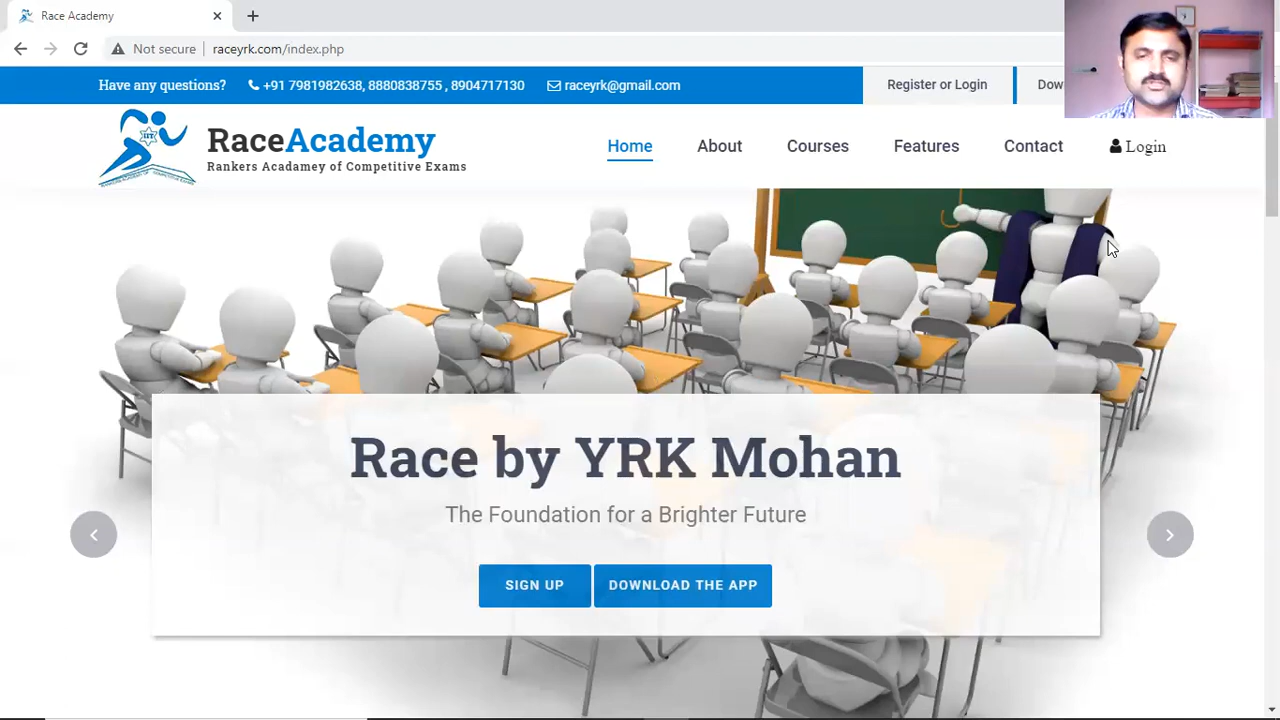 Race Academy
Not secure
raceyrk.com/index.php
Have any questions? +91 7981982638, 8880838755 , 8904717130 raceyrk@gmail.com Register or Login
IIT
RaceAcademy
Rankers Acadamey of Competitive Exams
Home About Courses Features Contact Login
Race by YRK Mohan
The Foundation for a Brighter Future
SIGN UP DOWNLOAD THE APP